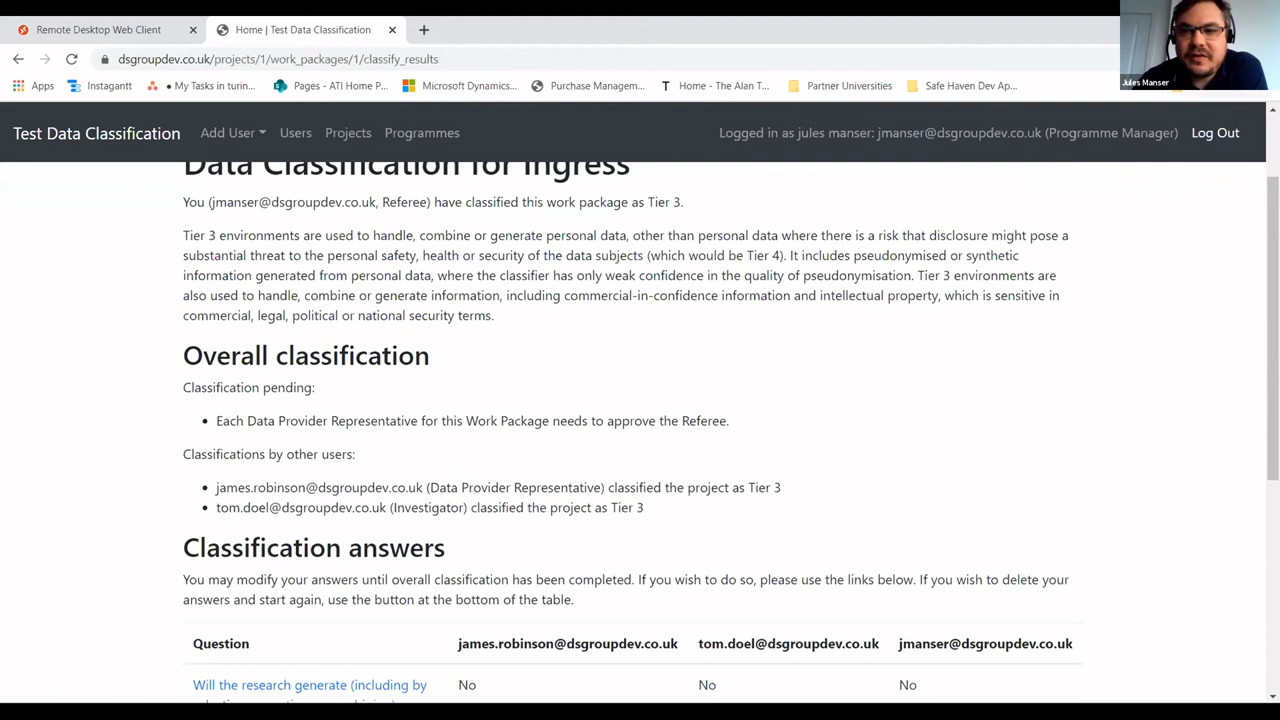 Remote Desktop Web Client
Home | Test Data Classification
dsgroupdev.co.uk/projects/1/work_packages/1/classify_results
Apps
Instagantt
My Tasks in turin...
Pages - ATI Home P...
Microsoft Dynamics...
Purchase Managem...
Home - The Alan T...
Partner Universities
Safe Haven Dev Ap...
Jules Manser
Test Data Classification
Add User
Users
Projects
Programmes
Logged in as jules manser: jmanser@dsgroupdev.co.uk (Programme Manager)
Log Out
Data Classification for Ingress
You (jmanser@dsgroupdev.co.uk, Referee) have classified this work package as Tier 3.
Tier 3 environments are used to handle, combine or generate personal data, other than personal data where there is a risk that disclosure might pose a
substantial threat to the personal safety, health or security of the data subjects (which would be Tier 4). It includes pseudonymised or synthetic
information generated from personal data, where the classifier has only weak confidence in the quality of pseudonymisation. Tier 3 environments are
also used to handle, combine or generate information, including commercial-in-confidence information and intellectual property, which is sensitive in
commercial, legal, political or national security terms.
Overall classification
Classification pending:
Each Data Provider Representative for this Work Package needs to approve the Referee.
Classifications by other users:
james.robinson@dsgroupdev.co.uk (Data Provider Representative) classified the project as Tier 3
tom.doel@dsgroupdev.co.uk (Investigator) classified the project as Tier 3
Classification answers
You may modify your answers until overall classification has been completed. If you wish to do so, please use the links below. If you wish to delete your
answers and start again, use the button at the bottom of the table.
Question james.robinson@dsgroupdev.co.uk tom.doel@dsgroupdev.co.uk jmanser@dsgroupdev.co.uk
Will the research generate (including by No No No